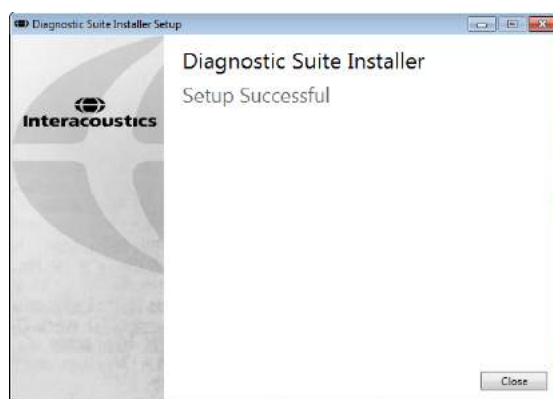 Diagnostic Suite Installer Setup
Diagnostic Suite Installer
Setup Successful
Interacoustics
Close